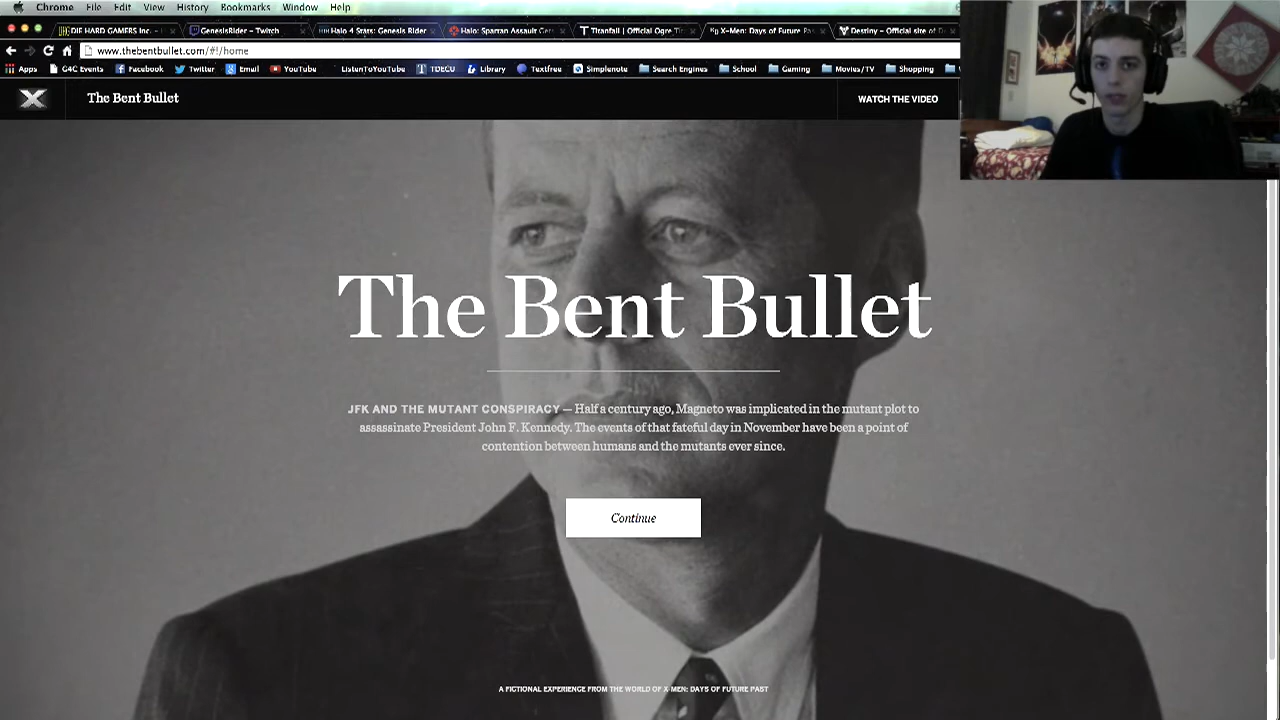 Chrome File Edit View History Bookmarks Window Help
DIE HARD GAMERS Inc. - GenesisRider - Twitch Halo 4 Stats: Genesis Rider Halo: Spartan Assault Titanfall | Official X-Men: Days of Future Pas Destiny - Official site of D
www.thebentbullet.com/#!/home
Apps G4C Events Facebook Twitter Email YouTube ListenToYouTube TDECU Library Textfree Simplenote Search Engines School Gaming Movies/TV Shopping
The Bent Bullet WATCH THE VIDEO
The Bent Bullet
JFK AND THE MUTANT CONSPIRACY — Half a century ago, Magneto was implicated in the mutant plot to
assassinate President John F. Kennedy. The events of that fateful day in November have been a point of
contention between humans and the mutants ever since.
Continue
A FICTIONAL EXPERIENCE FROM THE WORLD OF X-MEN: DAYS OF FUTURE PAST